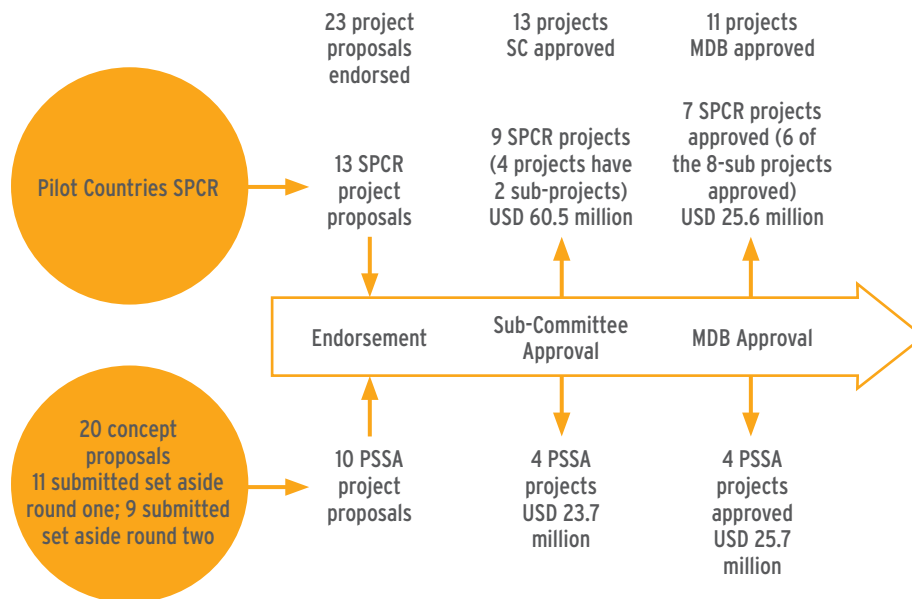 23 project
proposals
endorsed
13 projects
SC approved
11 projects
MDB approved
Pilot Countries SPCR
13 SPCR
project
proposals
9 SPCR projects
(4 projects have
2 sub-projects)
USD 60.5 million
7 SPCR projects
approved (6 of
the 8-sub projects
approved)
USD 25.6 million
Endorsement
Sub-Committee
Approval
MDB Approval
20 concept
proposals
11 submitted set aside
round one; 9 submitted
set aside round two
10 PSSA
project
proposals
4 PSSA
projects
USD 23.7
million
4 PSSA
projects
approved
USD 25.7
million